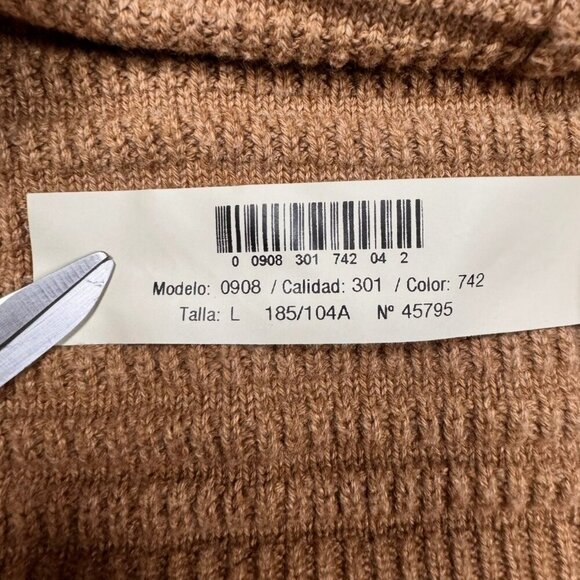 0 0908 301 742 04 2
Modelo: 0908 / Calidad: 301 / Color: 742
Talla: L 185/104A Nº 45795